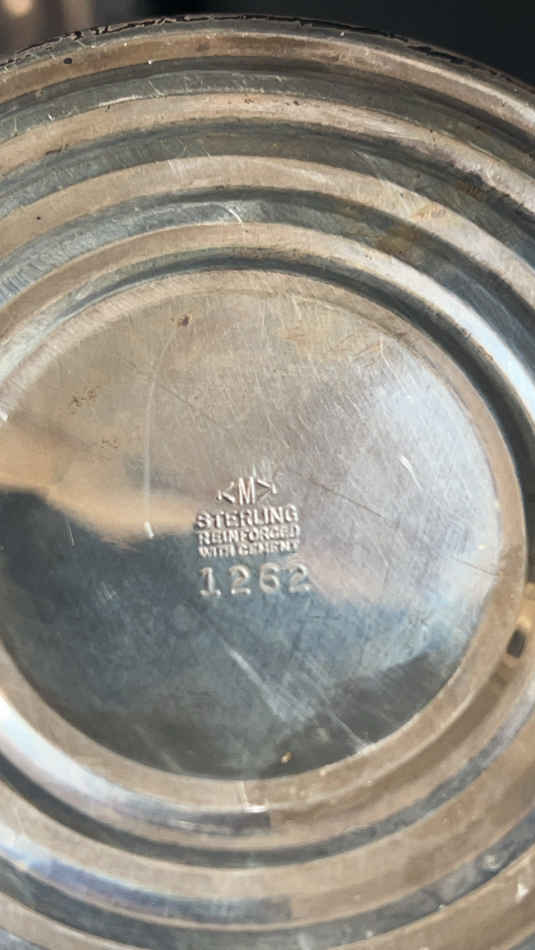 <M>
STERLING
REINFORCED
WITH CEMENT
1262